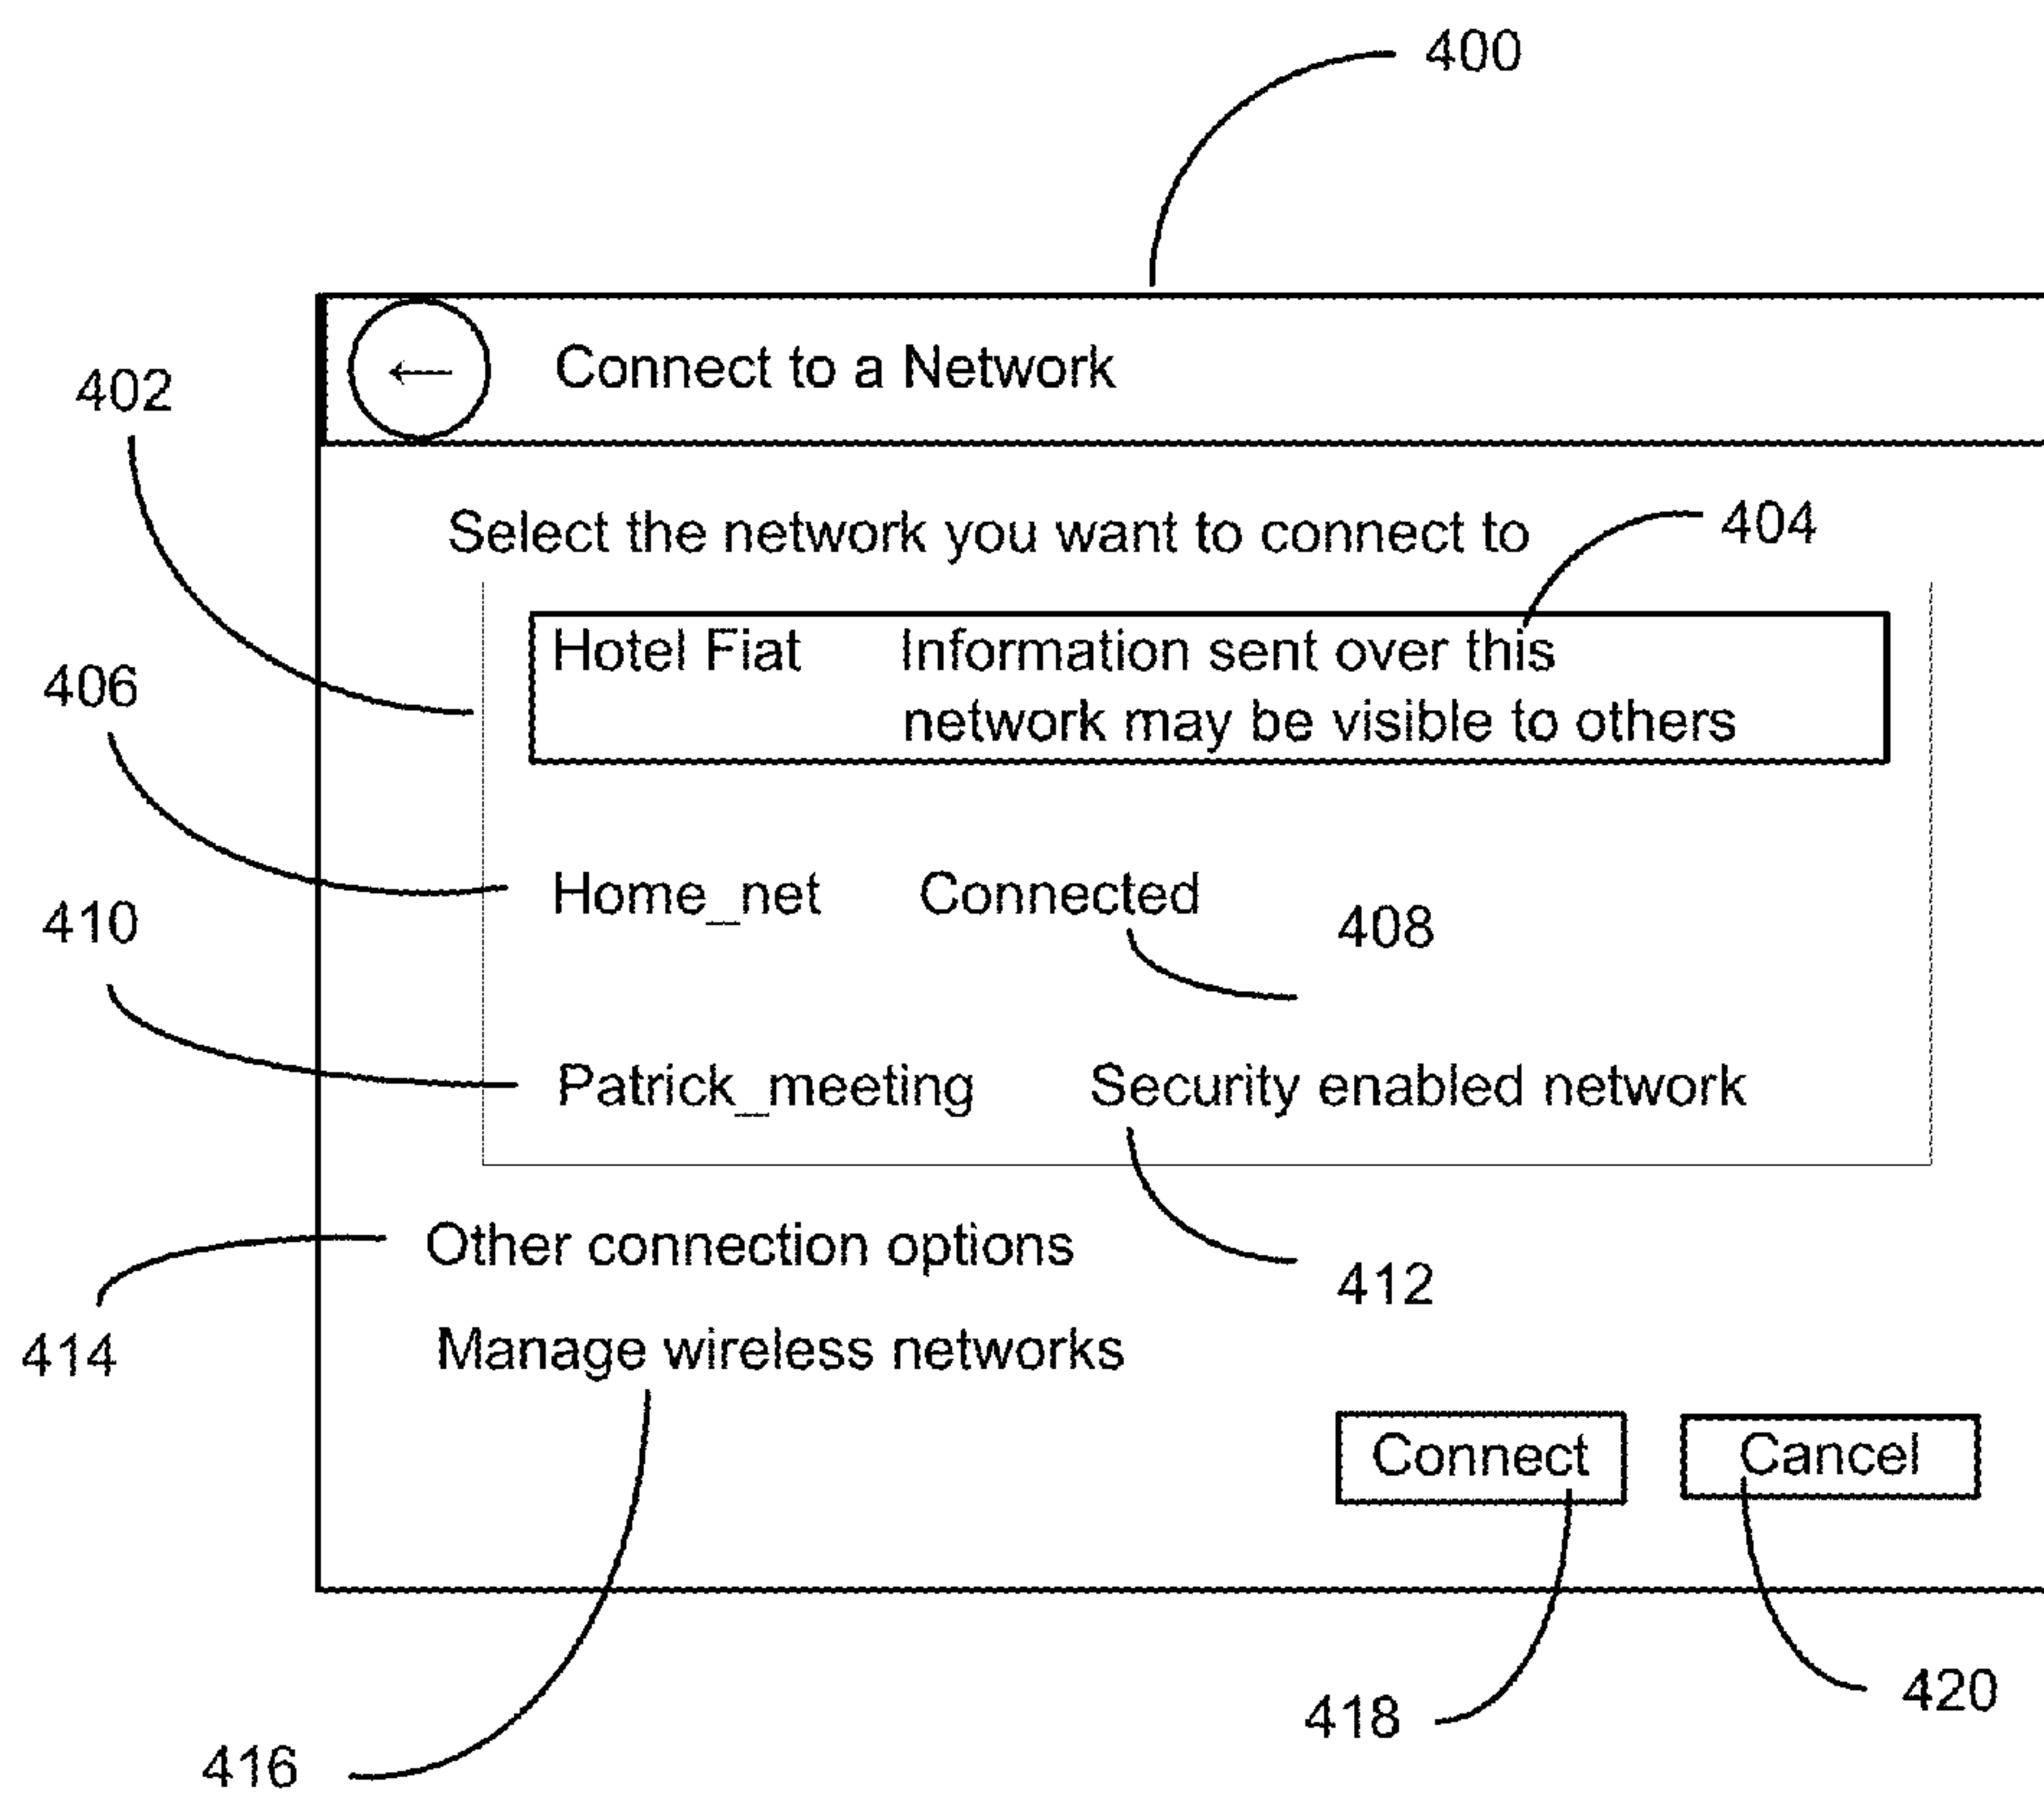 400
← Connect to a Network
402
Select the network you want to connect to
404
Hotel Fiat Information sent over this
network may be visible to others
406
Home_net Connected
410
408
Patrick_meeting Security enabled network
Other connection options
412
414
Manage wireless networks
Connect Cancel
418
420
416